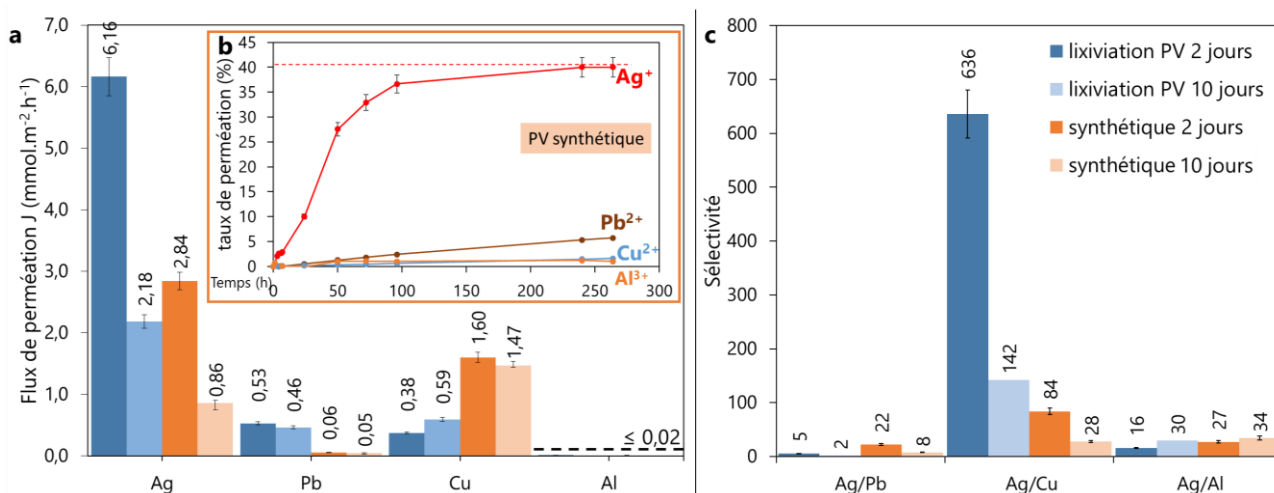 a
Flux de perméation J (mmol.m⁻².h⁻¹)
7,0
6,0
5,0
4,0
3,0
2,0
1,0
0,0
6,16
2,18
2,84
0,86
0,53
0,46
0,06
0,05
0,38
0,59
1,60
1,47
≤ 0,02
Ag
Pb
Cu
Al
b
taux de perméation (%)
45
40
35
30
25
20
15
10
5
0
Ag⁺
PV synthétique
Pb²⁺
Cu²⁺
Al³⁺
Temps (h)
0
50
100
150
200
250
300
c
Sélectivité
800
700
600
500
400
300
200
100
0
lixiviation PV 2 jours
lixiviation PV 10 jours
synthétique 2 jours
synthétique 10 jours
5
2
22
8
636
142
84
28
16
30
27
34
Ag/Pb
Ag/Cu
Ag/Al